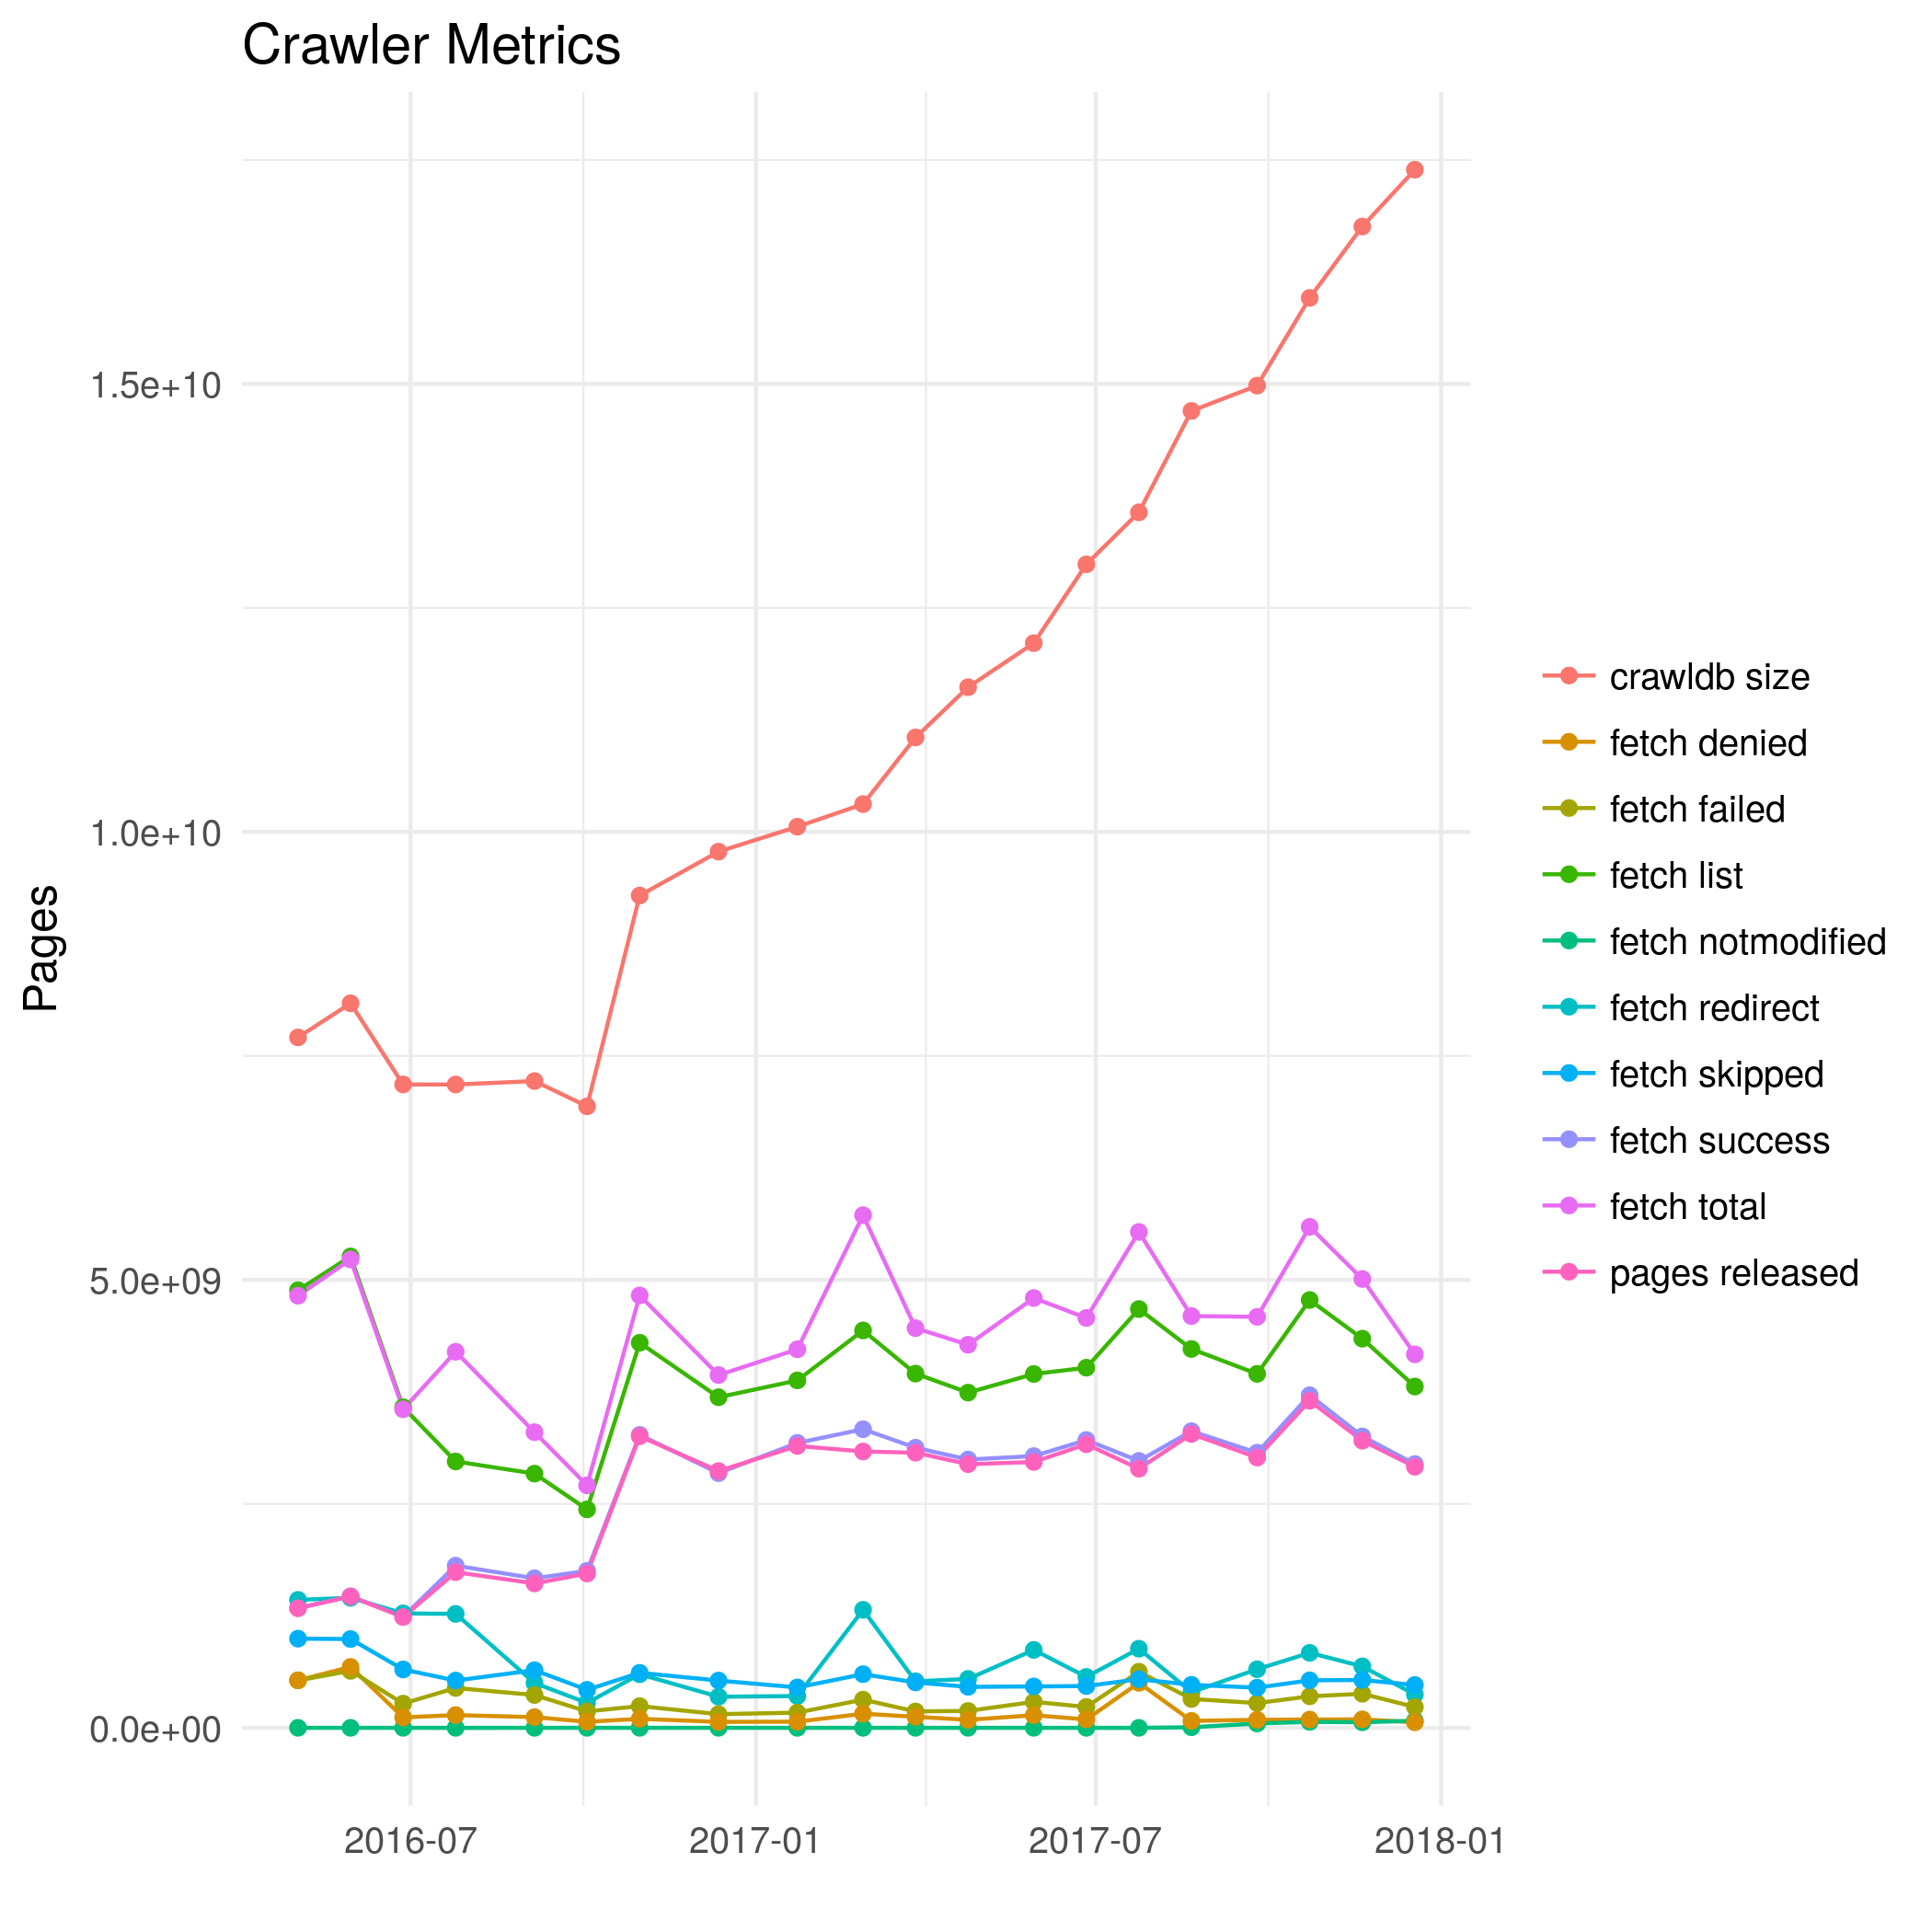 Crawler Metrics
Pages
1.5e+10
1.0e+10
5.0e+09
0.0e+00
2016-07
2017-01
2017-07
2018-01
crawldb size
fetch denied
fetch failed
fetch list
fetch notmodified
fetch redirect
fetch skipped
fetch success
fetch total
pages released